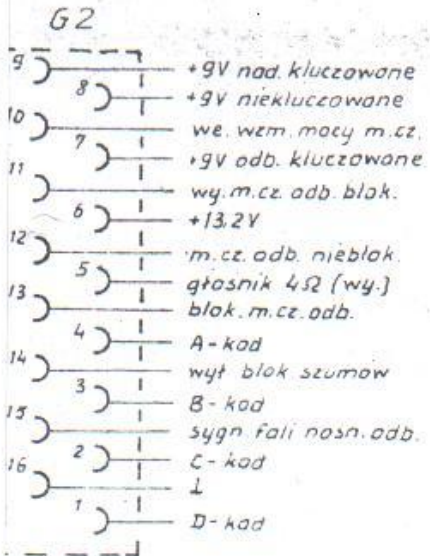 G2
9 +9V nad. kluczowane
8 +9V niekluczowane
10 we. wzm. mocy m.cz.
7 +9V odb. kluczowane
11 wy. m.cz. odb. blok.
6 +13,2V
12 m.cz. odb. nieblok.
5 głośnik 4Ω (wy.)
13 blok. m.cz. odb.
4 A-kod
14 wył blok szumów
3 B-kod
15 sygn. fali nośn. odb.
2 C-kod
16 ⊥
1 D-kod